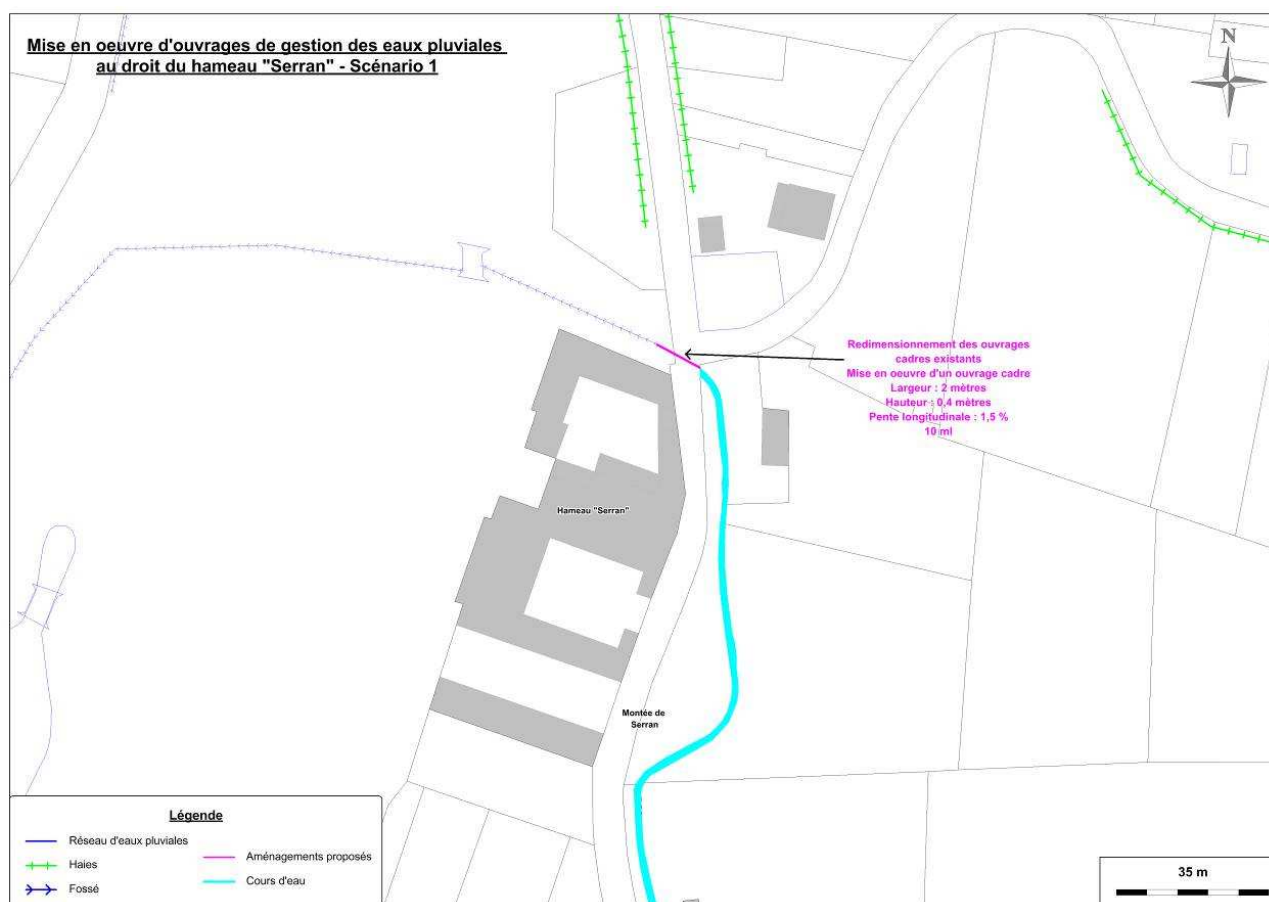 Mise en oeuvre d'ouvrages de gestion des eaux pluviales
au droit du hameau "Serran" - Scénario 1
N
Redimensionnement des ouvrages
cadres existants
Mise en oeuvre d'un ouvrage cadre
Largeur : 2 mètres
Hauteur : 0,4 mètres
Pente longitudinale : 1,5 %
10 ml
Hameau "Serran"
Montée de
Serran
Légende
Réseau d'eaux pluviales
Haies
Fossé
Aménagements proposés
Cours d'eau
35 m